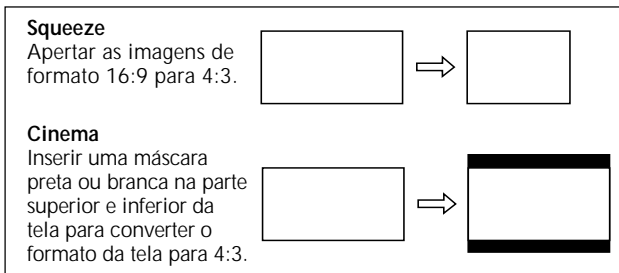 Squeeze
Apertar as imagens de
formato 16:9 para 4:3.
Cinema
Inserir uma máscara
preta ou branca na parte
superior e inferior da
tela para converter o
formato da tela para 4:3.